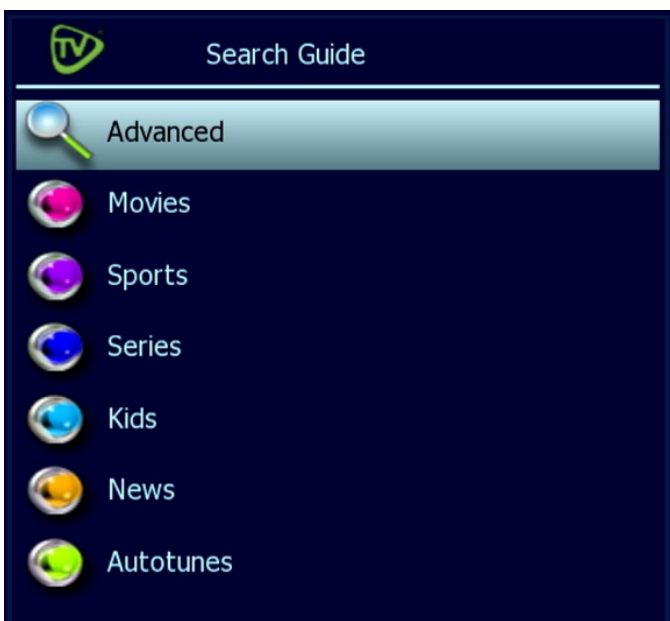 TV
Search Guide
Advanced
Movies
Sports
Series
Kids
News
Autotunes